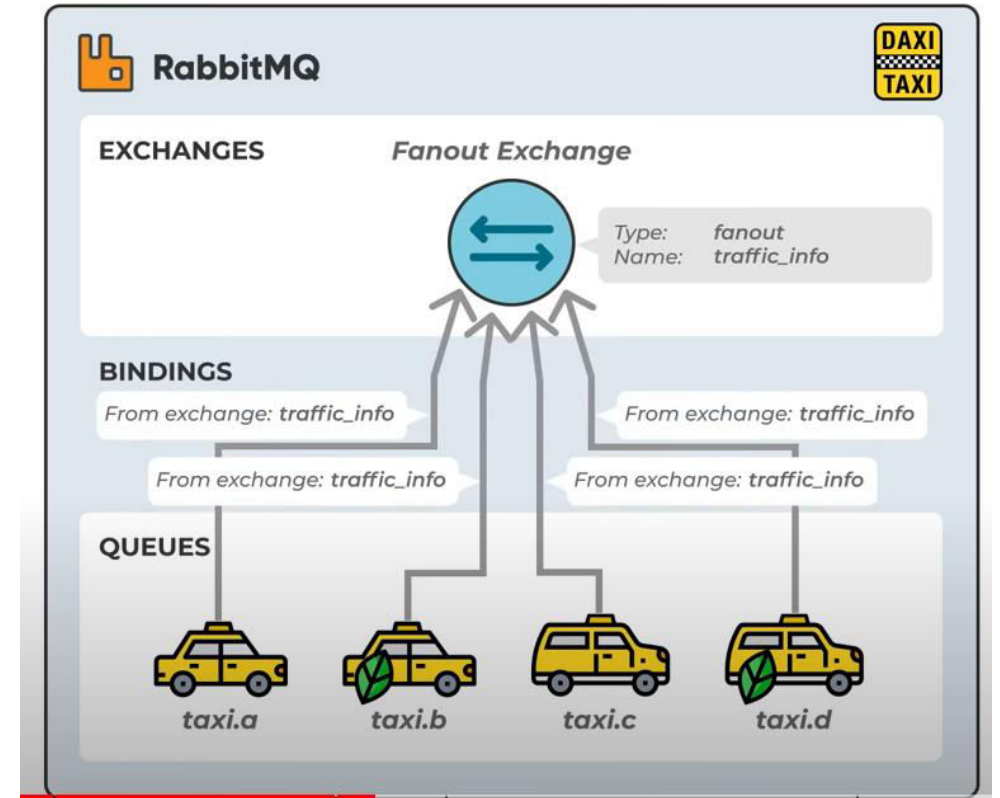 RabbitMQ
DAXI
TAXI
EXCHANGES
Fanout Exchange
Type: fanout
Name: traffic_info
BINDINGS
From exchange: traffic_info
From exchange: traffic_info
From exchange: traffic_info
From exchange: traffic_info
QUEUES
taxi.a
taxi.b
taxi.c
taxi.d